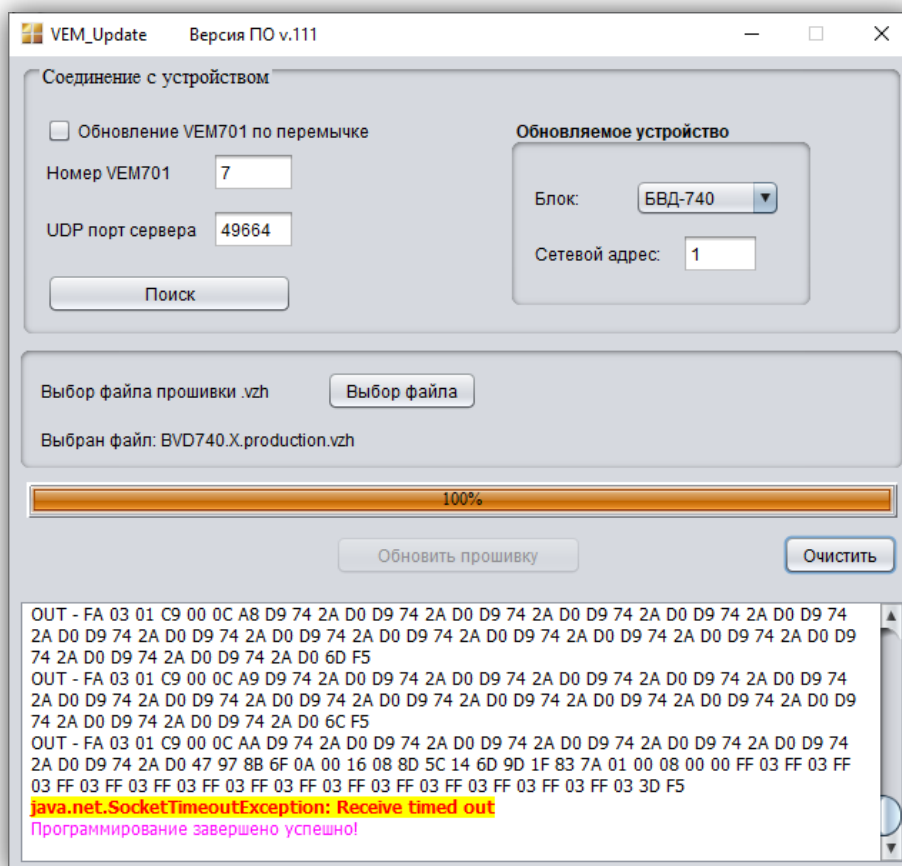 VEM_Update Версия ПО v.111
Соединение с устройством
Обновление VEM701 по перемычке
Номер VEM701 7
UDP порт сервера 49664
Поиск
Обновляемое устройство
Блок: БВД-740
Сетевой адрес: 1
Выбор файла прошивки .vzh Выбор файла
Выбран файл: BVD740.X.production.vzh
100%
Обновить прошивку Очистить
OUT - FA 03 01 C9 00 0C A8 D9 74 2A D0 D9 74 2A D0 D9 74 2A D0 D9 74 2A D0 D9 74 2A D0 D9 74
2A D0 D9 74 2A D0 D9 74 2A D0 D9 74 2A D0 D9 74 2A D0 D9 74 2A D0 D9 74 2A D0 D9 74 2A D0 D9
74 2A D0 D9 74 2A D0 D9 74 2A D0 6D F5
OUT - FA 03 01 C9 00 0C A9 D9 74 2A D0 D9 74 2A D0 D9 74 2A D0 D9 74 2A D0 D9 74 2A D0 D9 74
2A D0 D9 74 2A D0 D9 74 2A D0 D9 74 2A D0 D9 74 2A D0 D9 74 2A D0 D9 74 2A D0 D9 74 2A D0 D9
74 2A D0 D9 74 2A D0 D9 74 2A D0 6C F5
OUT - FA 03 01 C9 00 0C AA D9 74 2A D0 D9 74 2A D0 D9 74 2A D0 D9 74 2A D0 D9 74 2A D0 D9 74
2A D0 D9 74 2A D0 47 97 8B 6F 0A 00 16 08 8D 5C 14 6D 9D 1F 83 7A 01 00 08 00 00 FF 03 FF 03 FF
03 FF 03 FF 03 FF 03 FF 03 FF 03 FF 03 FF 03 FF 03 FF 03 FF 03 FF 03 3D F5
java.net.SocketTimeoutException: Receive timed out
Программирование завершено успешно!